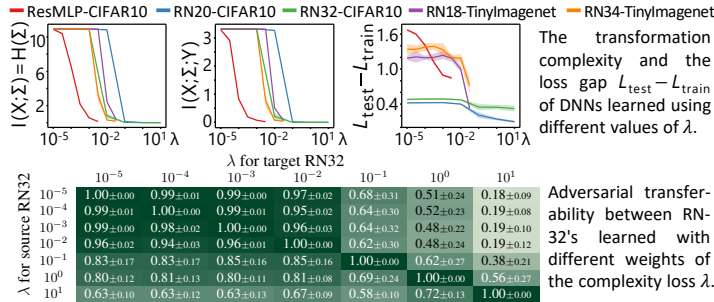 ResMLP-CIFAR10 RN20-CIFAR10 RN32-CIFAR10 RN18-TinyImagenet RN34-TinyImagenet
I(X;Σ)=H(Σ)
10
8
6
4
2
0
10⁻⁵ 10⁻² 10¹ λ
I(X;Σ;Y)
3
2
1
0
10⁻⁵ 10⁻² 10¹ λ
L_test−L_train
1.6
1.0
0.4
10⁻⁵ 10⁻² 10¹ λ
The transformation
complexity and the
loss gap L_test−L_train
of DNNs learned using
different values of λ.
λ for target RN32
10⁻⁵ 10⁻⁴ 10⁻³ 10⁻² 10⁻¹ 10⁰ 10¹
λ for source RN32
10⁻⁵ 1.00±0.00 0.99±0.01 0.99±0.00 0.97±0.02 0.68±0.31 0.51±0.24 0.18±0.09
10⁻⁴ 0.99±0.01 1.00±0.00 0.99±0.01 0.95±0.02 0.64±0.30 0.52±0.23 0.19±0.08
10⁻³ 0.99±0.00 0.98±0.02 1.00±0.00 0.96±0.03 0.64±0.32 0.48±0.22 0.19±0.10
10⁻² 0.96±0.02 0.94±0.03 0.96±0.01 1.00±0.00 0.62±0.30 0.48±0.24 0.19±0.12
10⁻¹ 0.83±0.17 0.83±0.17 0.85±0.16 0.85±0.16 1.00±0.00 0.62±0.27 0.38±0.21
10⁰ 0.80±0.12 0.81±0.13 0.80±0.11 0.81±0.08 0.69±0.24 1.00±0.00 0.56±0.27
10¹ 0.63±0.10 0.63±0.12 0.63±0.13 0.67±0.09 0.58±0.10 0.72±0.13 1.00±0.00
Adversarial transfer-
ability between RN-
32's learned with
different weights of
the complexity loss λ.